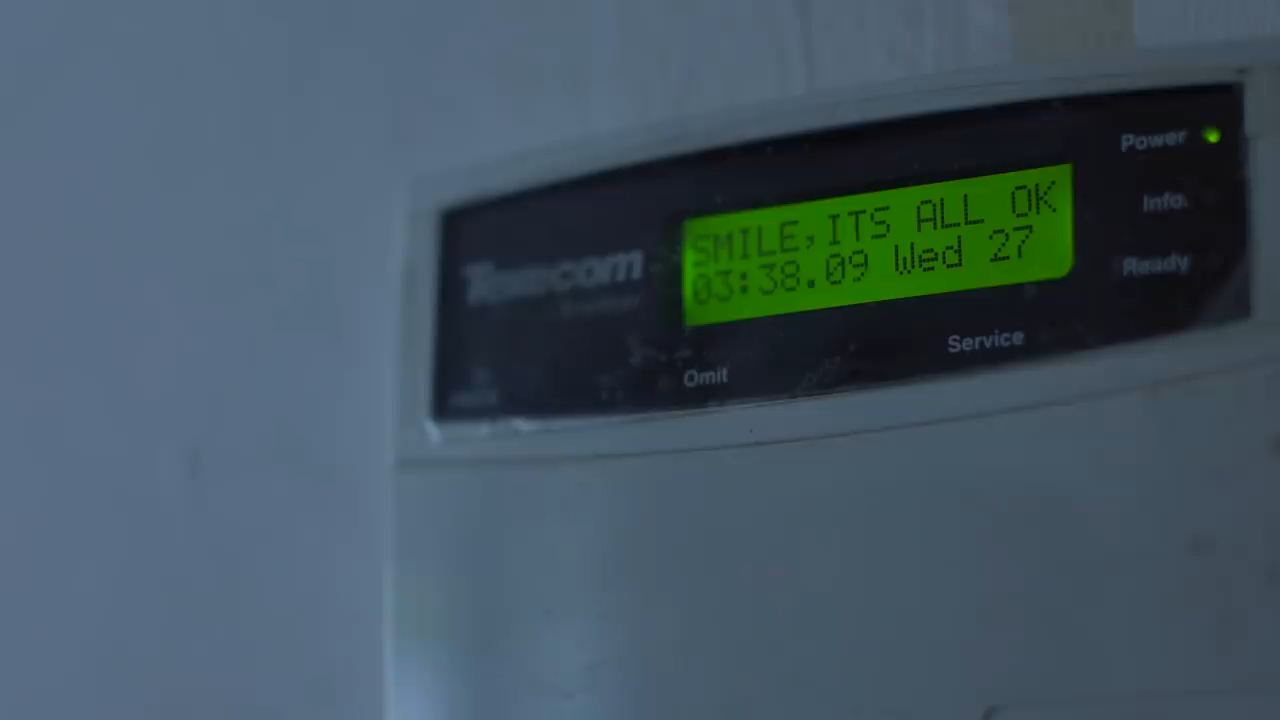 SMILE,ITS ALL OK
03:38.09 Wed 27
Power
Info.
Ready
Service
Omit